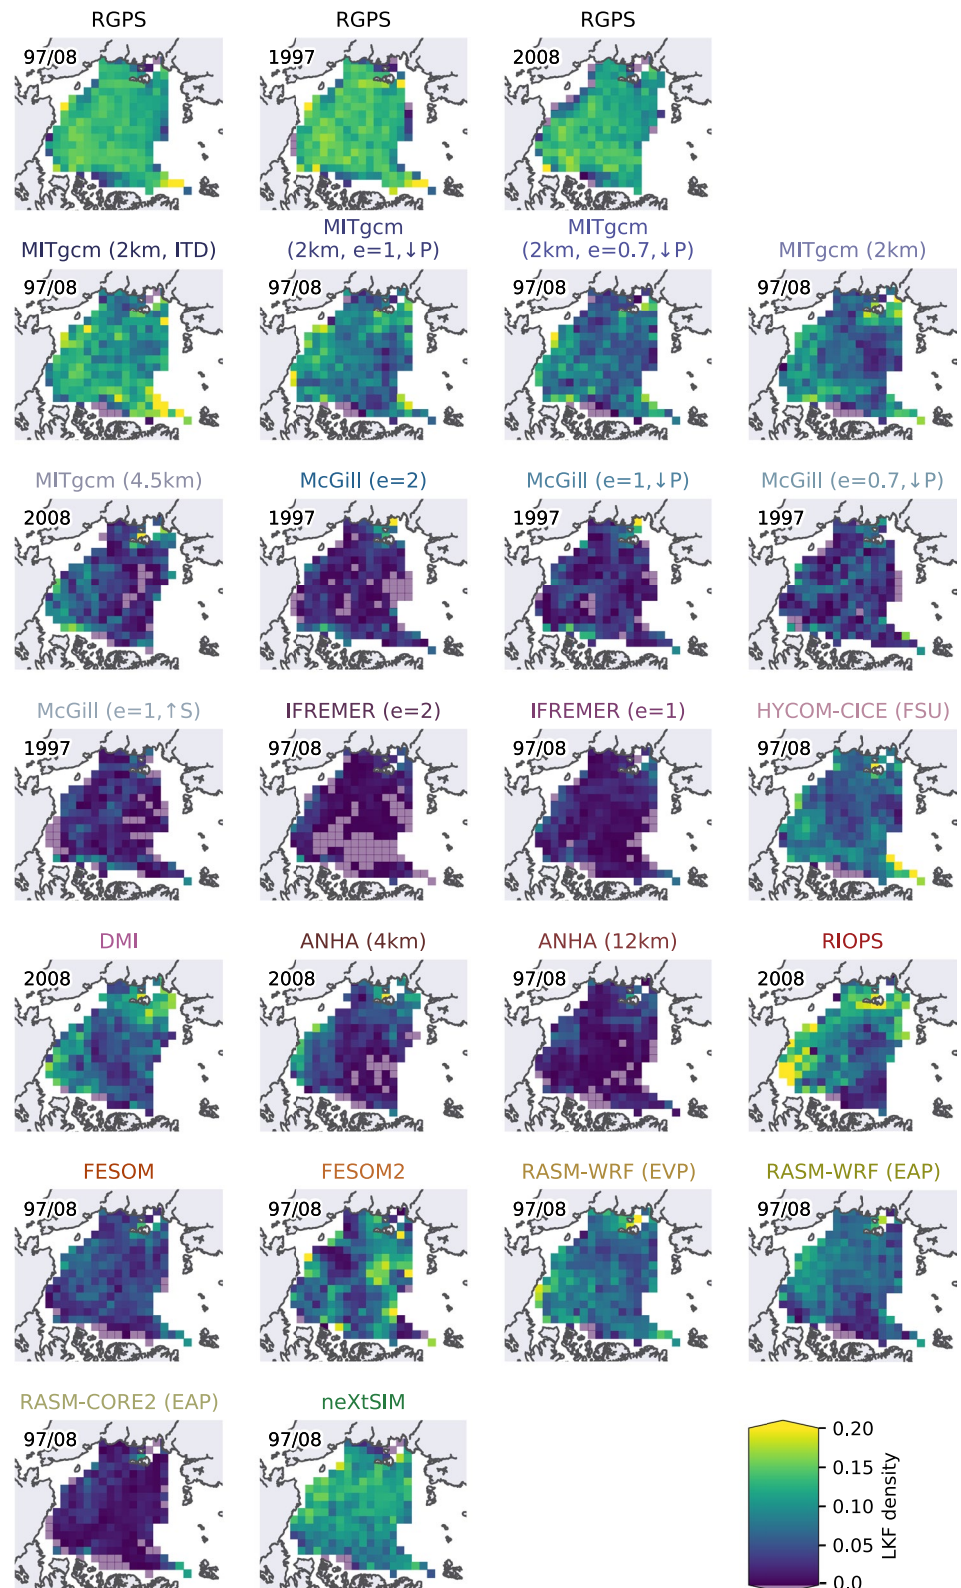 RGPS
RGPS
RGPS
97/08
1997
2008
MITgcm (2km, ITD)
MITgcm
(2km, e=1,↓P)
MITgcm
(2km, e=0.7,↓P)
MITgcm (2km)
97/08
97/08
97/08
97/08
MITgcm (4.5km)
McGill (e=2)
McGill (e=1,↓P)
McGill (e=0.7,↓P)
2008
1997
1997
1997
McGill (e=1,↑S)
IFREMER (e=2)
IFREMER (e=1)
HYCOM-CICE (FSU)
1997
97/08
97/08
97/08
DMI
ANHA (4km)
ANHA (12km)
RIOPS
2008
2008
97/08
2008
FESOM
FESOM2
RASM-WRF (EVP)
RASM-WRF (EAP)
97/08
97/08
97/08
97/08
RASM-CORE2 (EAP)
neXtSIM
97/08
97/08
0.20
0.15
0.10
0.05
0.0
LKF density